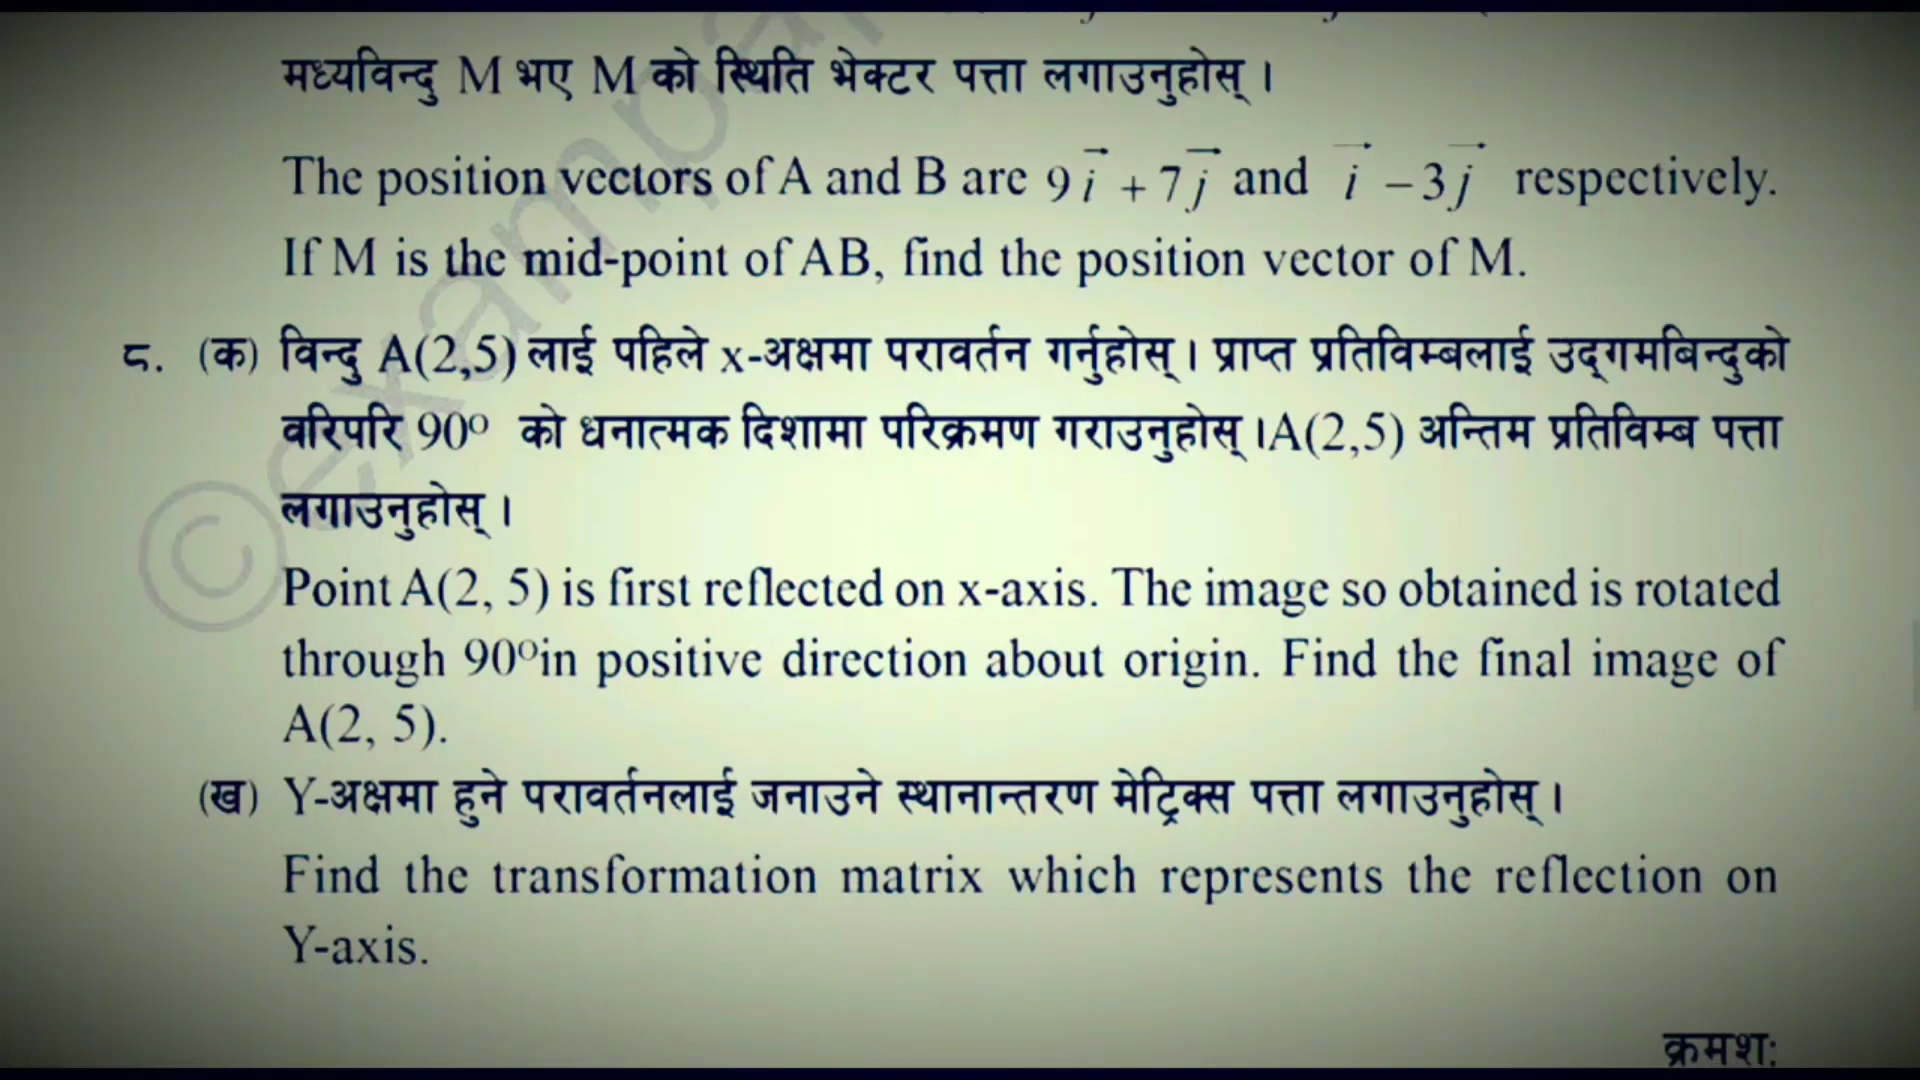 मध्यविन्दु M भए M को स्थिति भेक्टर पत्ता लगाउनुहोस् ।
The position vectors of A and B are 9i⃗ + 7j⃗ and i⃗ – 3j⃗ respectively.
If M is the mid-point of AB, find the position vector of M.
८. (क) विन्दु A(2,5) लाई पहिले x-अक्षमा परावर्तन गर्नुहोस् । प्राप्त प्रतिविम्बलाई उद्‌गमबिन्दुको
वरिपरि 90⁰ को धनात्मक दिशामा परिक्रमण गराउनुहोस् ।A(2,5) अन्तिम प्रतिविम्ब पत्ता
लगाउनुहोस् ।
Point A(2, 5) is first reflected on x-axis. The image so obtained is rotated
through 90⁰in positive direction about origin. Find the final image of
A(2, 5).
(ख) Y-अक्षमा हुने परावर्तनलाई जनाउने स्थानान्तरण मेट्रिक्स पत्ता लगाउनुहोस् ।
Find the transformation matrix which represents the reflection on
Y-axis.
क्रमश: